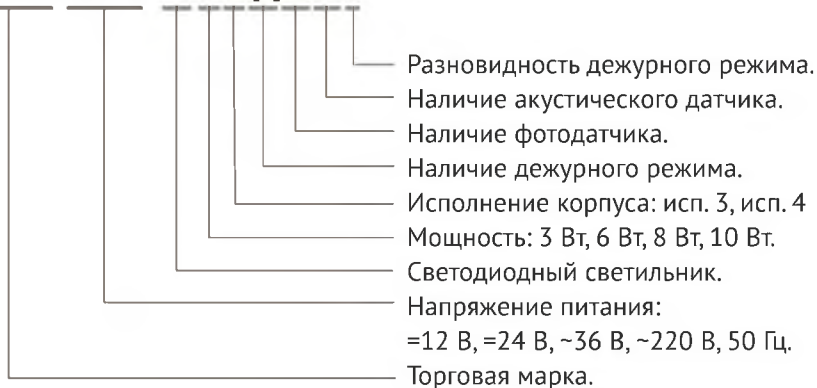 Разновидность дежурного режима.
Наличие акустического датчика.
Наличие фотодатчика.
Наличие дежурного режима.
Исполнение корпуса: исп. 3, исп. 4
Мощность: 3 Вт, 6 Вт, 8 Вт, 10 Вт.
Светодиодный светильник.
Напряжение питания:
=12 В, =24 В, ~36 В, ~220 В, 50 Гц.
Торговая марка.